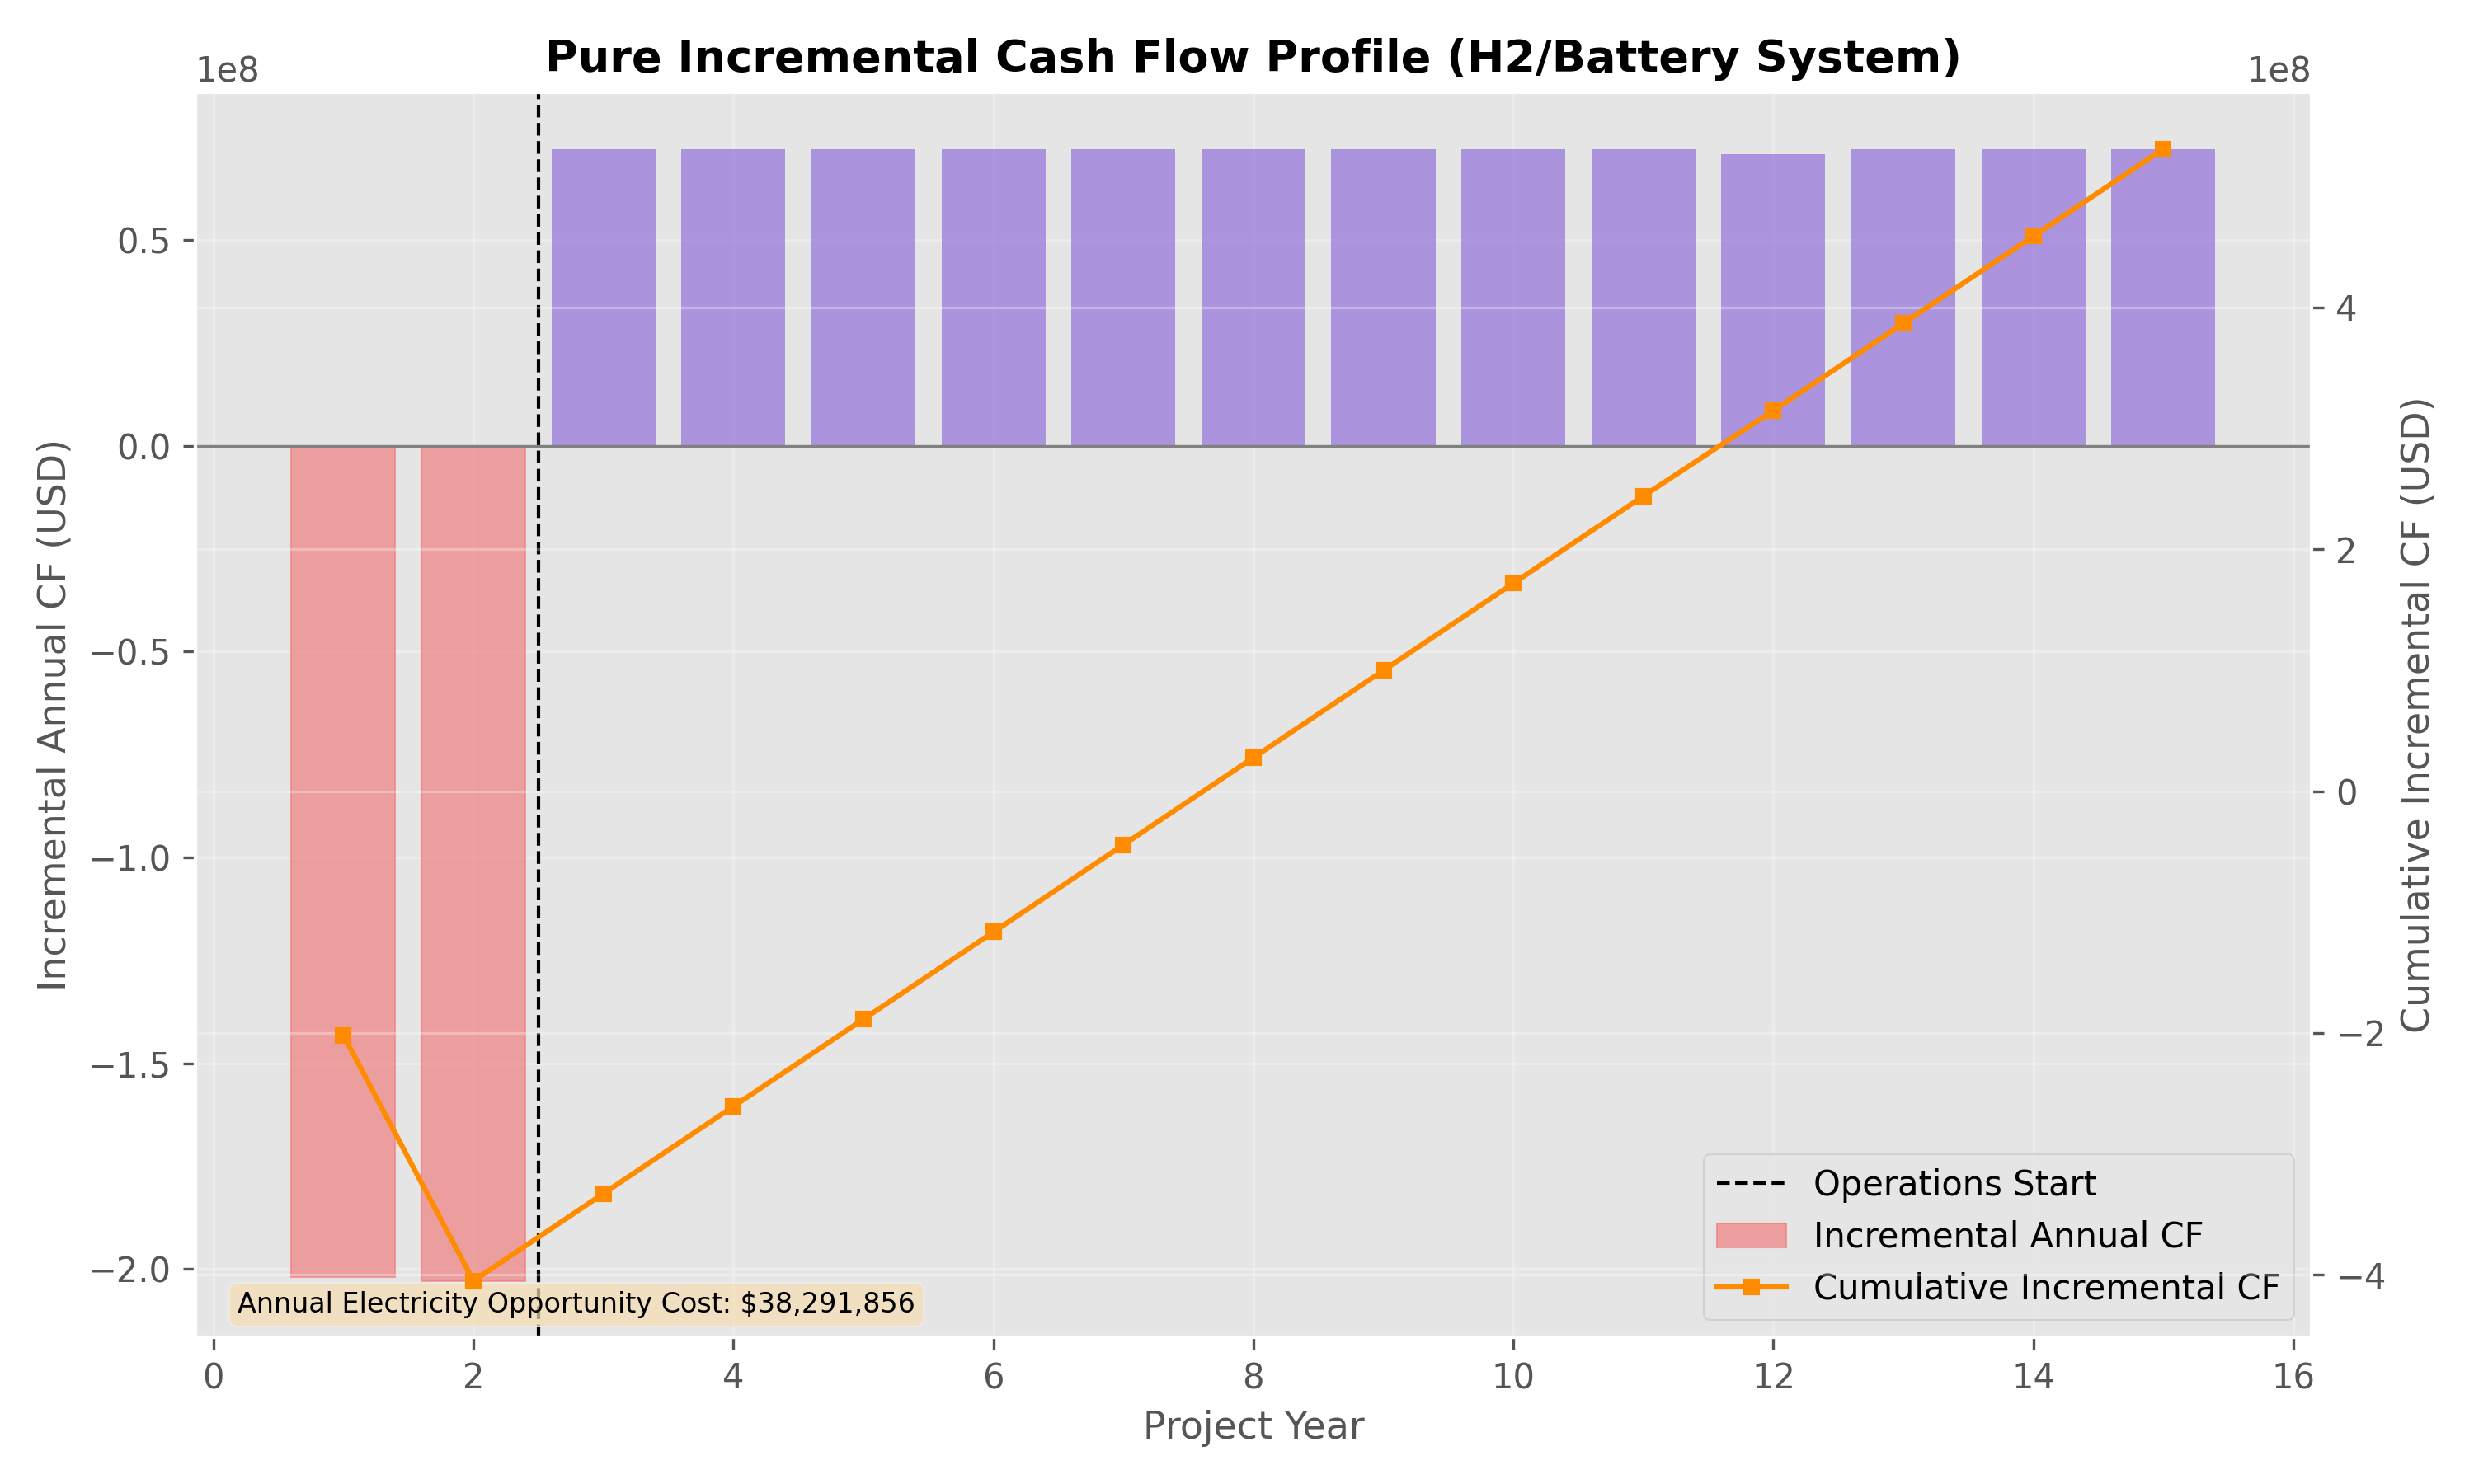 Pure Incremental Cash Flow Profile (H2/Battery System)
1e8
1e8
Incremental Annual CF (USD)
0.5
0.0
−0.5
−1.0
−1.5
−2.0
4
2
0
−2
−4
Cumulative Incremental CF (USD)
Operations Start
Incremental Annual CF
Cumulative Incremental CF
Annual Electricity Opportunity Cost: $38,291,856
0 2 4 6 8 10 12 14 16
Project Year